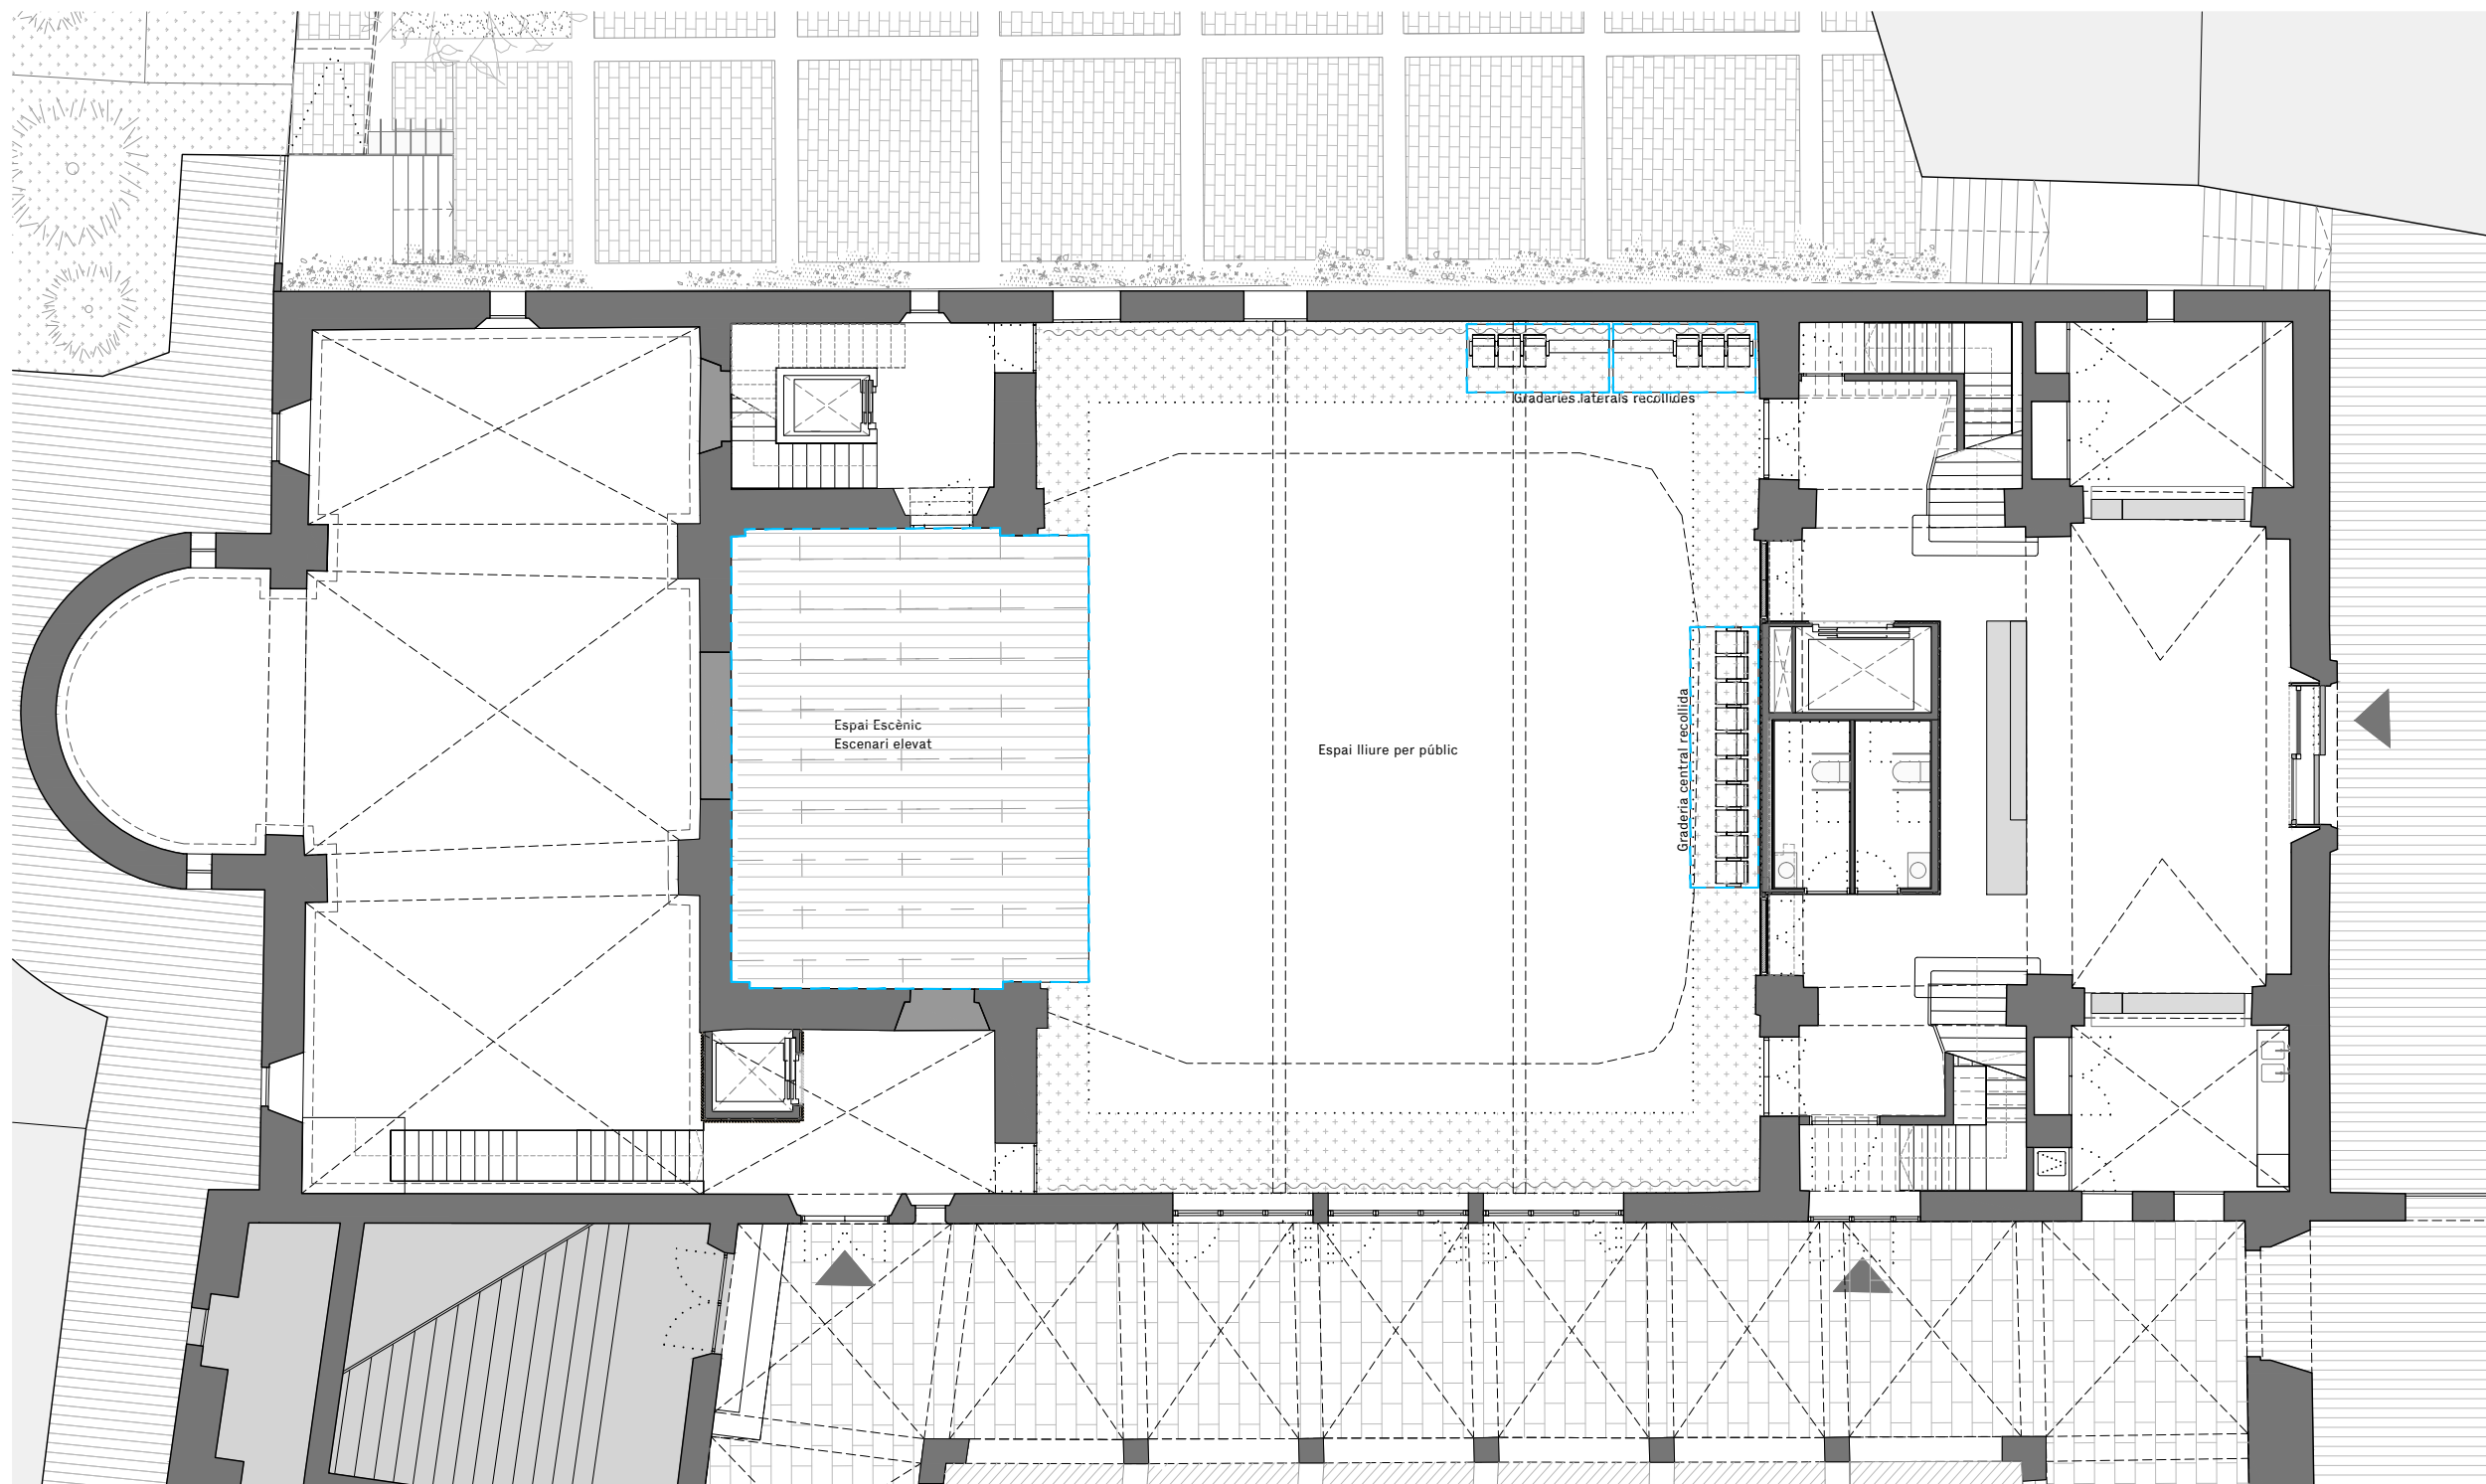 Graderies laterals recollides
Espai Escènic
Escenari elevat
Espai lliure per públic
Graderia central recollida